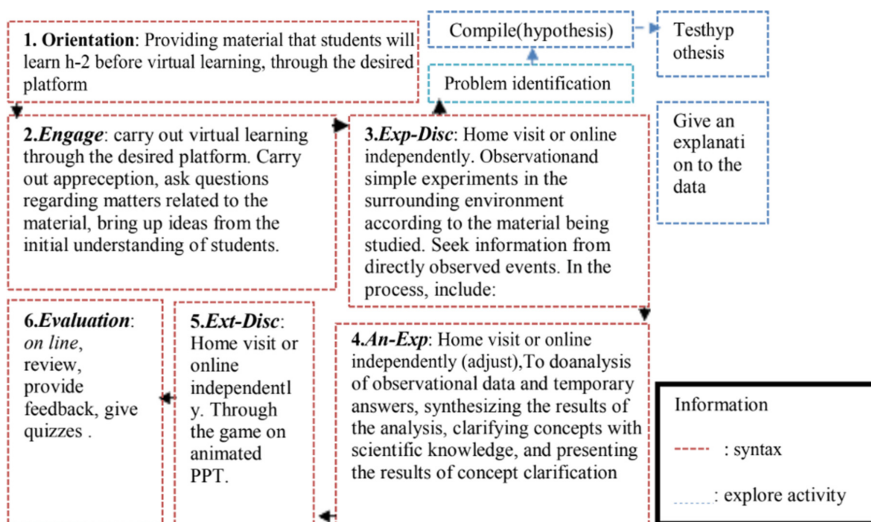 1. Orientation: Providing material that students will
learn h-2 before virtual learning, through the desired
platform
Compile(hypothesis)
Testhyp
othesis
Problem identification
2.Engage: carry out virtual learning
through the desired platform. Carry
out appreception, ask questions
regarding matters related to the
material, bring up ideas from the
initial understanding of students.
3.Exp-Disc: Home visit or online
independently. Observationand
simple experiments in the
surrounding environment
according to the material being
studied. Seek information from
directly observed events. In the
process, include:
Give an
explanati
on to the
data
6.Evaluation:
on line,
review,
provide
feedback, give
quizzes .
5.Ext-Disc:
Home visit or
online
independentl
y. Through
the game on
animated
PPT.
4.An-Exp: Home visit or online
independently (adjust),To doanalysis
of observational data and temporary
answers, synthesizing the results of
the analysis, clarifying concepts with
scientific knowledge, and presenting
the results of concept clarification
Information
: syntax
: explore activity